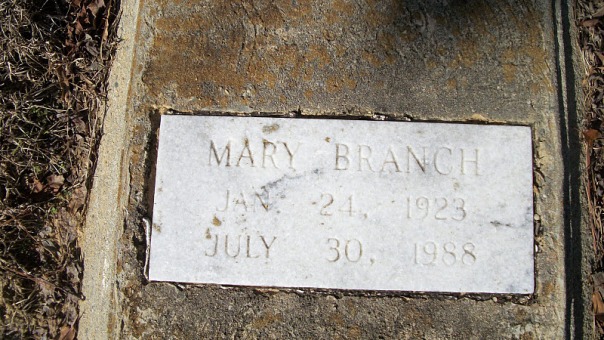 MARY BRANCH
JAN. 24, 1923
JULY 30, 1988